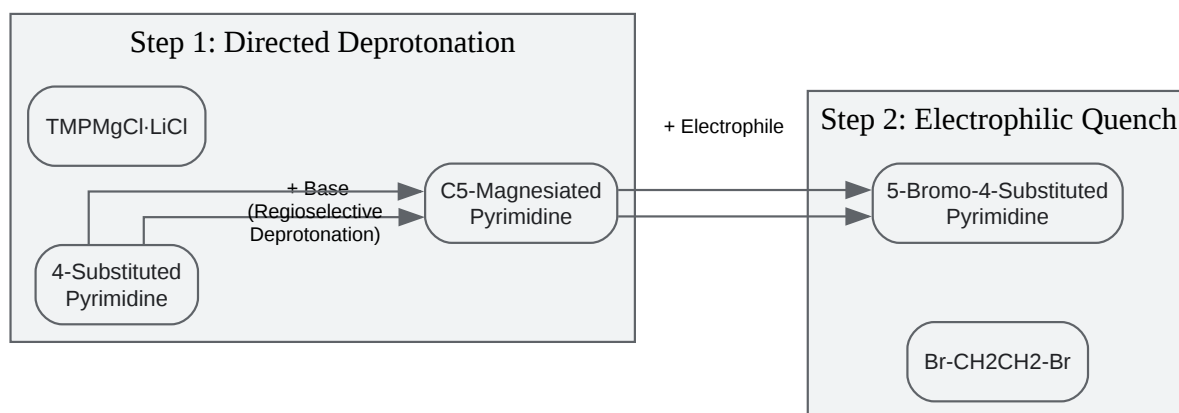 Step 1: Directed Deprotonation
TMPMgCl·LiCl
+ Base
(Regioselective
Deprotonation)
4-Substituted
Pyrimidine
C5-Magnesiated
Pyrimidine
+ Electrophile
Step 2: Electrophilic Quench
5-Bromo-4-Substituted
Pyrimidine
Br-CH2CH2-Br